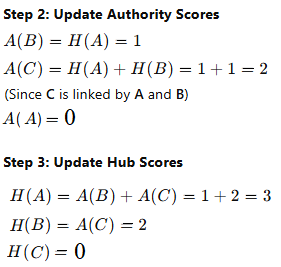 Step 2: Update Authority Scores
A(B) = H(A) = 1
A(C) = H(A) + H(B) = 1 + 1 = 2
(Since C is linked by A and B)
A( A) = 0
Step 3: Update Hub Scores
H(A) = A(B) + A(C) = 1 + 2 = 3
H(B) = A(C) = 2
H(C) = 0